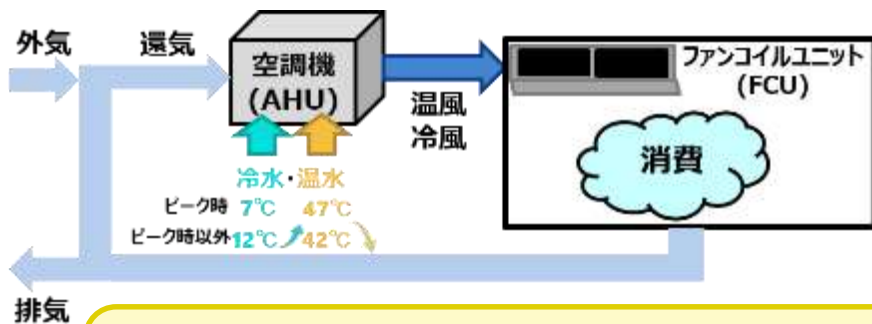 外気
還気
空調機
(AHU)
温風
冷風
ファンコイルユニット
(FCU)
消費
冷水・温水
ピーク時 7℃ 47℃
ピーク時以外 12℃ 42℃
排気